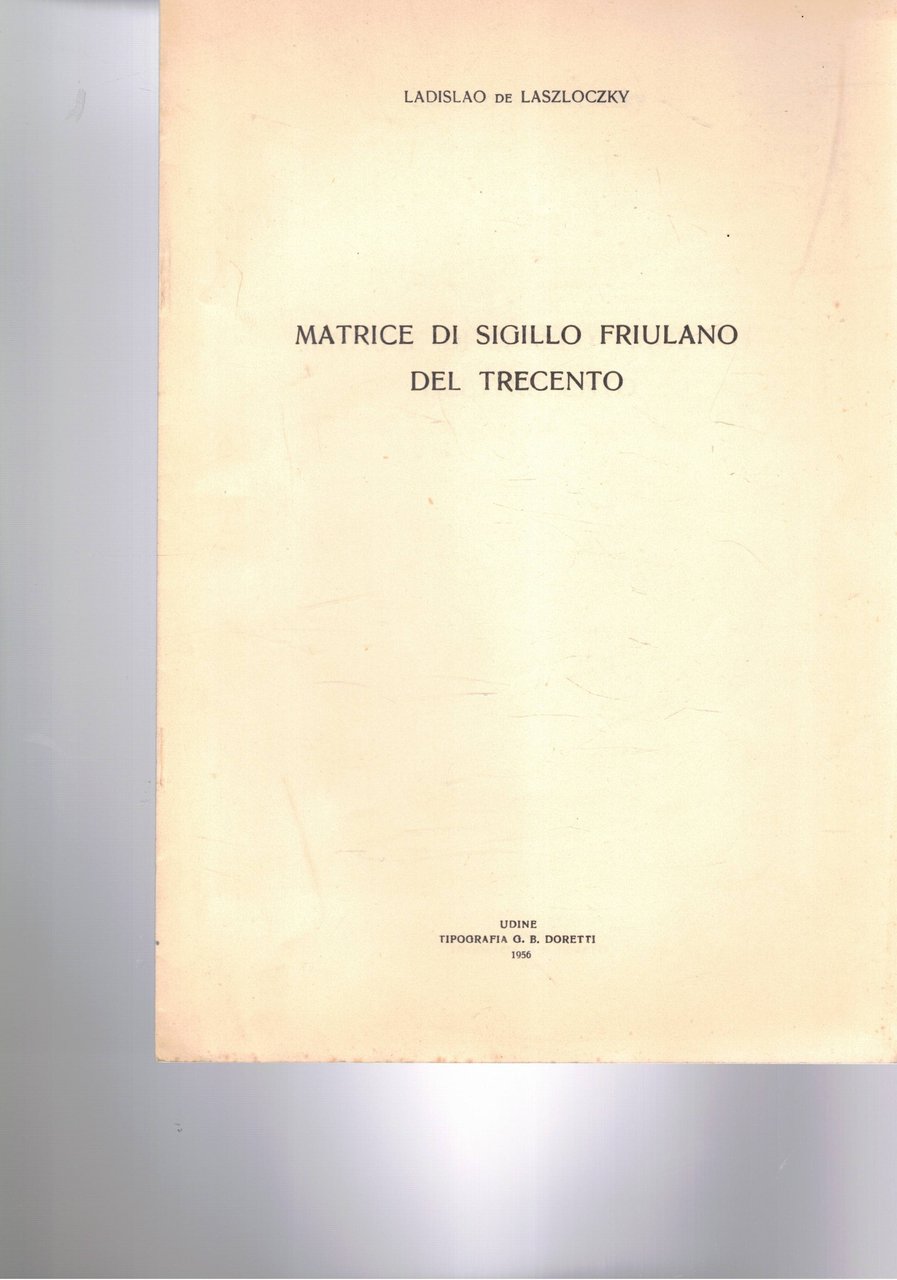 LADISLAO DE LASZLOCZKY
MATRICE DI SIGILLO FRIULANO
DEL TRECENTO
UDINE
TIPOGRAFIA G. B. DORETTI
1956